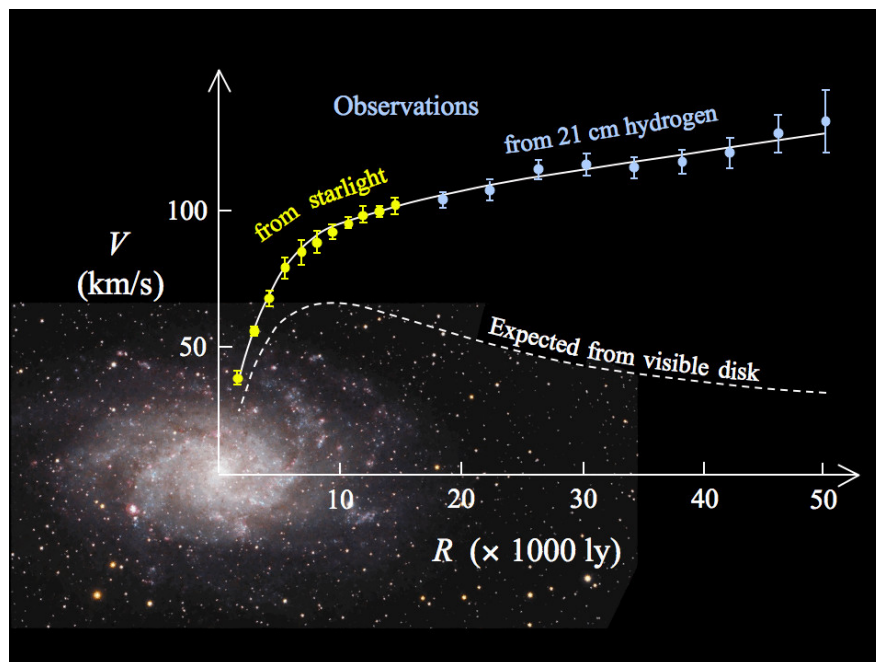 Observations
from 21 cm hydrogen
from starlight
100
V
(km/s)
50
Expected from visible disk
10 20 30 40 50
R (× 1000 ly)